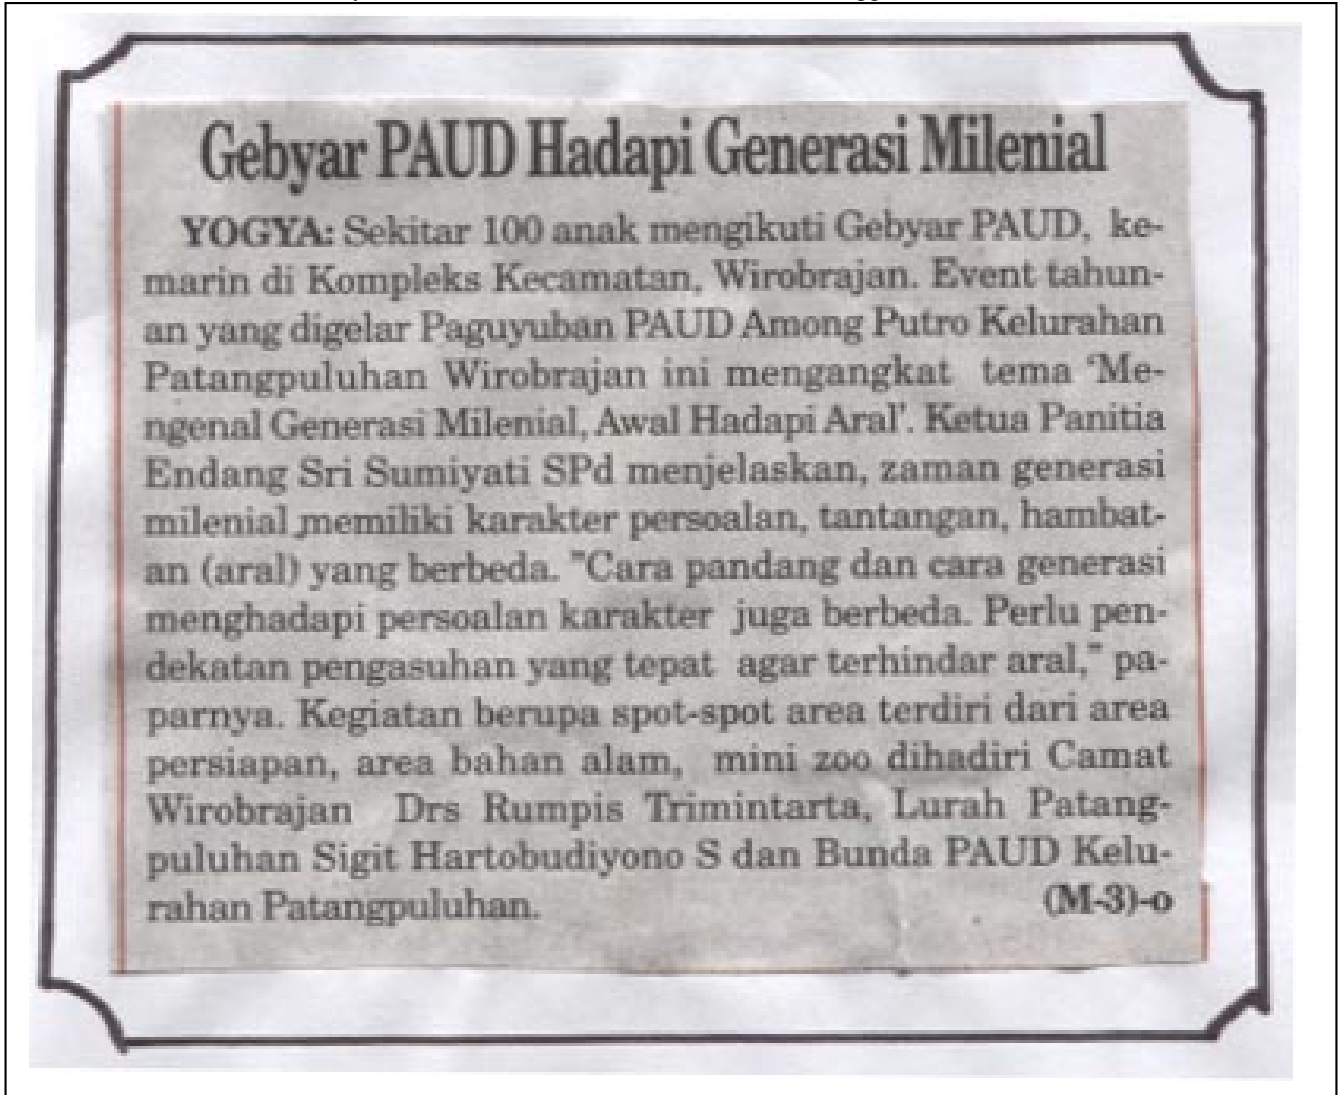 Gebyar PAUD Hadapi Generasi Milenial
YOGYA: Sekitar 100 anak mengikuti Gebyar PAUD, ke-
marin di Kompleks Kecamatan, Wirobrajan. Event tahun-
an yang digelar Paguyuban PAUD Among Putro Kelurahan
Patangpuluhan Wirobrajan ini mengangkat tema ‘Me-
ngenal Generasi Milenial, Awal Hadapi Aral’. Ketua Panitia
Endang Sri Sumiyati SPd menjelaskan, zaman generasi
milenial memiliki karakter persoalan, tantangan, hambat-
an (aral) yang berbeda. "Cara pandang dan cara generasi
menghadapi persoalan karakter juga berbeda. Perlu pen-
dekatan pengasuhan yang tepat agar terhindar aral," pa-
parnya. Kegiatan berupa spot-spot area terdiri dari area
persiapan, area bahan alam, mini zoo dihadiri Camat
Wirobrajan Drs Rumpis Trimintarta, Lurah Patang-
puluhan Sigit Hartobudiyono S dan Bunda PAUD Kelu-
rahan Patangpuluhan. (M-3)-o